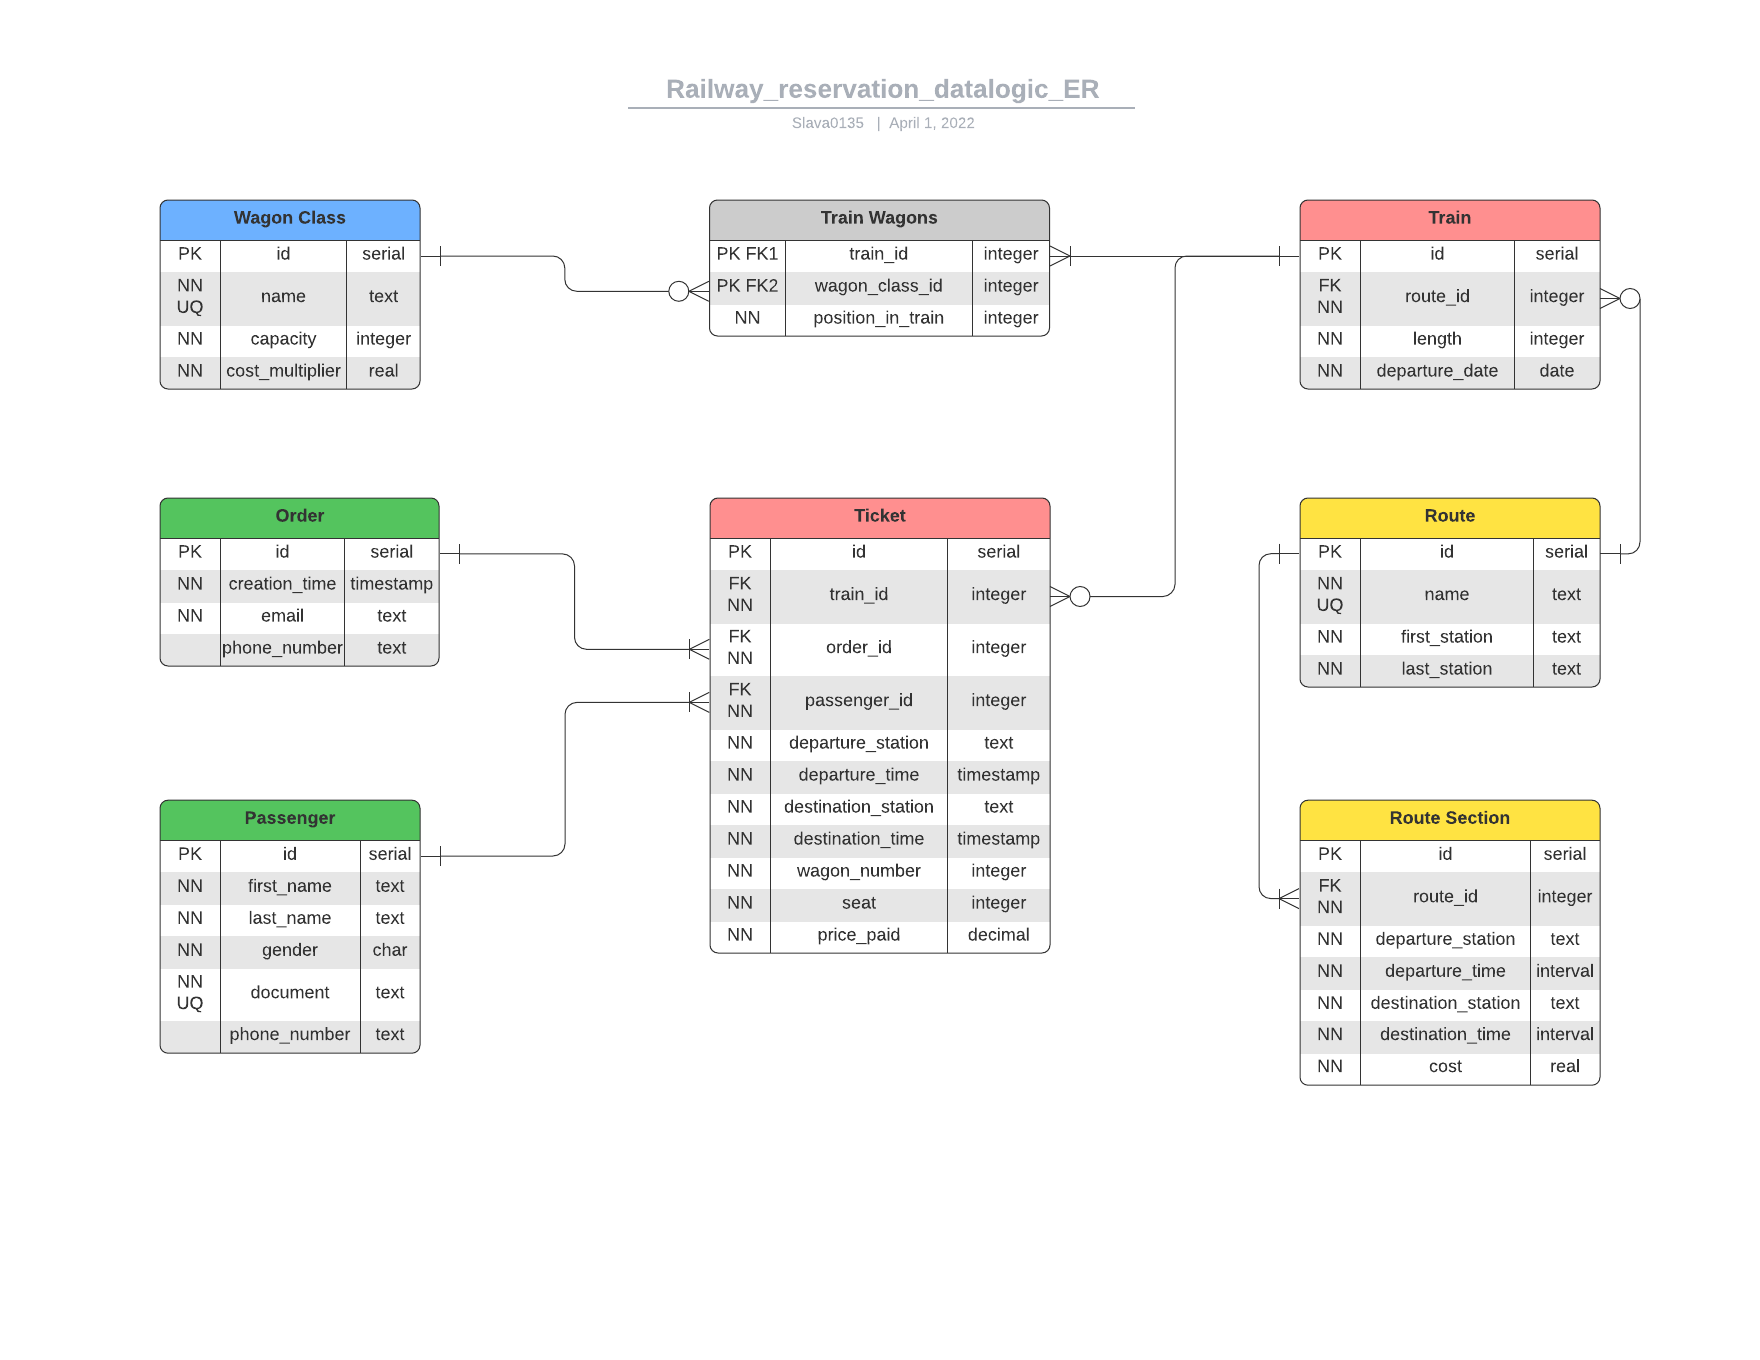 Railway_reservation_datalogic_ER
Slava0135 | April 1, 2022
Wagon Class
PK id serial
NN UQ name text
NN capacity integer
NN cost_multiplier real
Train Wagons
PK FK1 train_id integer
PK FK2 wagon_class_id integer
NN position_in_train integer
Train
PK id serial
FK NN route_id integer
NN length integer
NN departure_date date
Order
PK id serial
NN creation_time timestamp
NN email text
phone_number text
Ticket
PK id serial
FK NN train_id integer
FK NN order_id integer
FK NN passenger_id integer
NN departure_station text
NN departure_time timestamp
NN destination_station text
NN destination_time timestamp
NN wagon_number integer
NN seat integer
NN price_paid decimal
Route
PK id serial
NN UQ name text
NN first_station text
NN last_station text
Passenger
PK id serial
NN first_name text
NN last_name text
NN gender char
NN UQ document text
phone_number text
Route Section
PK id serial
FK NN route_id integer
NN departure_station text
NN departure_time interval
NN destination_station text
NN destination_time interval
NN cost real